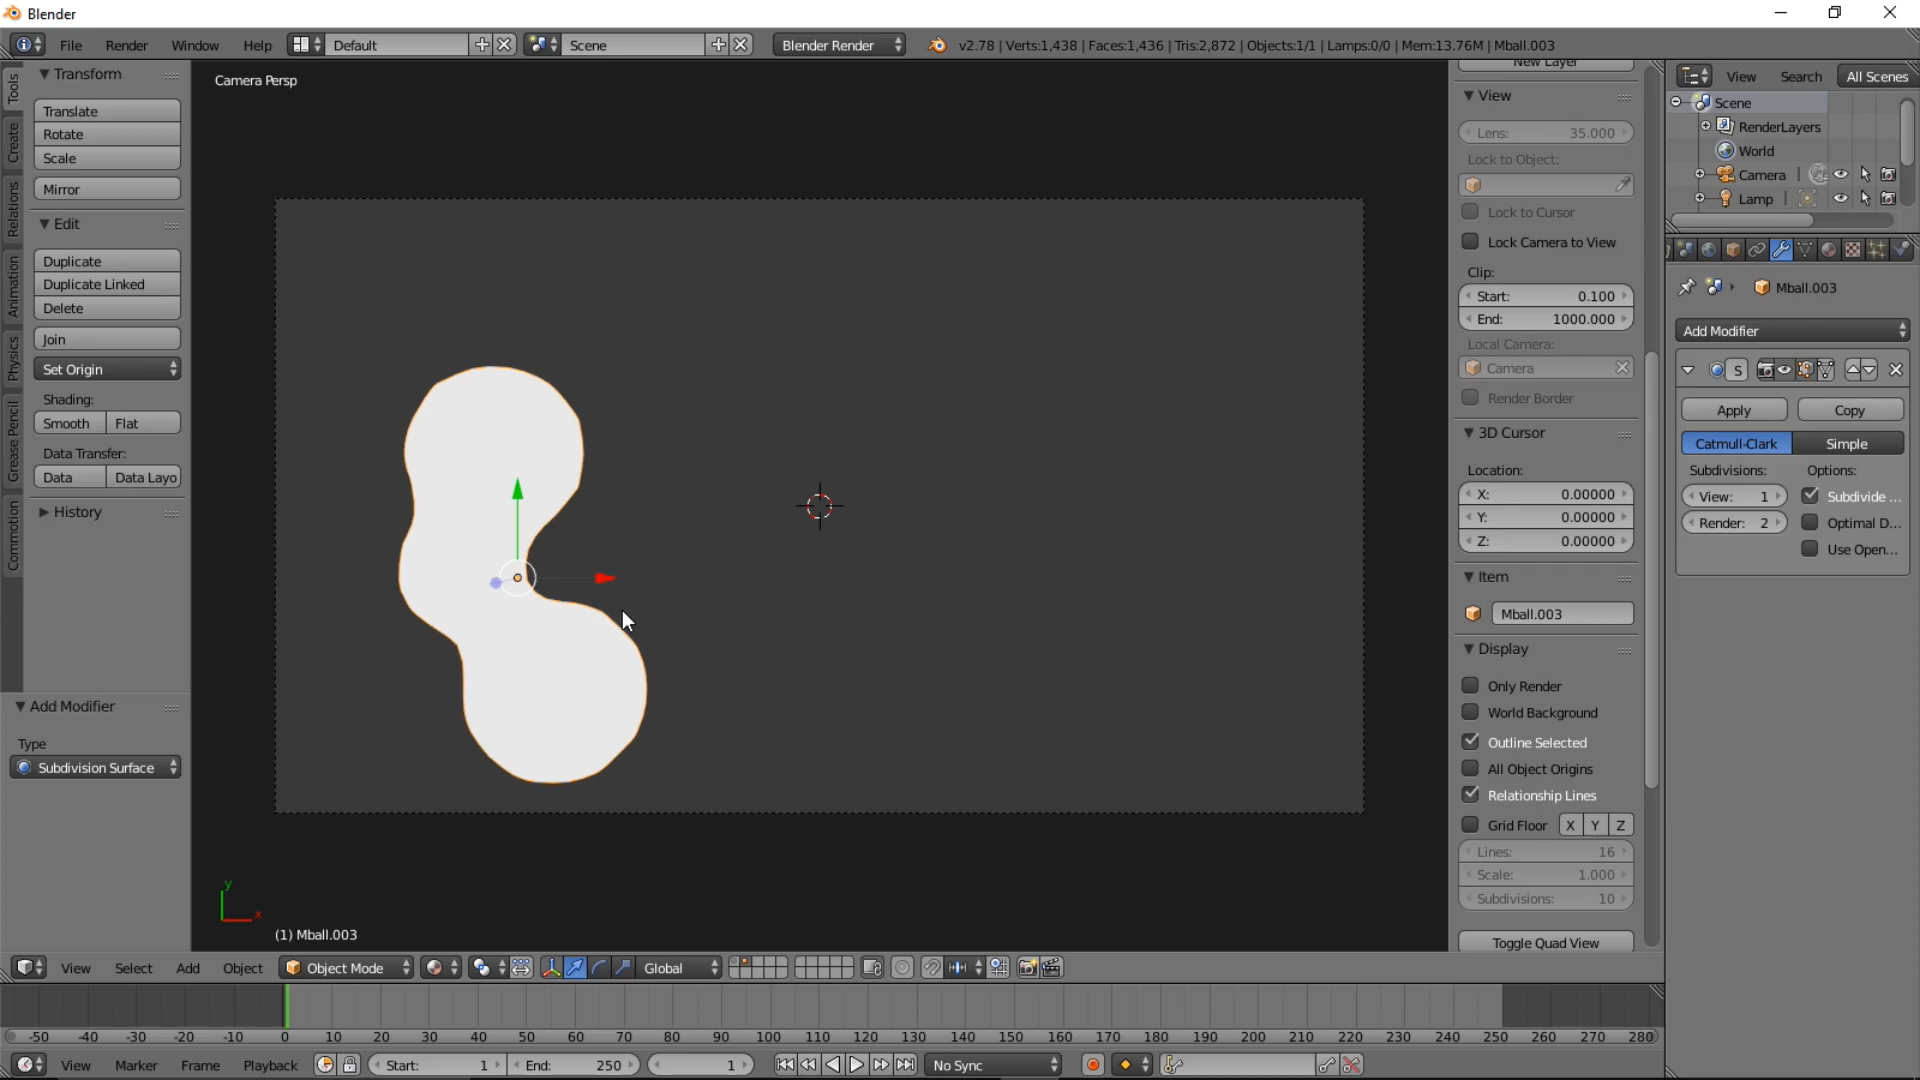 Blender
File Render Window Help Default Scene Blender Render v2.78 | Verts:1,438 | Faces:1,436 | Tris:2,872 | Objects:1/1 | Lamps:0/0 | Mem:13.76M | Mball.003
Tools
Create
Relations
Animation
Physics
Grease Pencil
Common
Transform
Translate
Rotate
Scale
Mirror
Edit
Duplicate
Duplicate Linked
Delete
Join
Set Origin
Shading:
Smooth Flat
Data Transfer:
Data Data Layo
History
Add Modifier
Type
Subdivision Surface
Camera Persp
y
x
(1) Mball.003
New Layer
View
Lens: 35.000
Lock to Object:
Lock to Cursor
Lock Camera to View
Clip:
Start: 0.100
End: 1000.000
Local Camera:
Camera
Render Border
3D Cursor
Location:
X: 0.00000
Y: 0.00000
Z: 0.00000
Item
Mball.003
Display
Only Render
World Background
Outline Selected
All Object Origins
Relationship Lines
Grid Floor X Y Z
Lines: 16
Scale: 1.000
Subdivisions: 10
Toggle Quad View
View Search All Scenes
Scene
RenderLayers
World
Camera
Lamp
Mball.003
Add Modifier
S
Apply Copy
Catmull-Clark Simple
Subdivisions: Options:
View: 1 Subdivide ...
Render: 2 Optimal D...
Use Open...
View Select Add Object Object Mode Global
-50 -40 -30 -20 -10 0 10 20 30 40 50 60 70 80 90 100 110 120 130 140 150 160 170 180 190 200 210 220 230 240 250 260 270 280
View Marker Frame Playback Start: 1 End: 250 1 No Sync